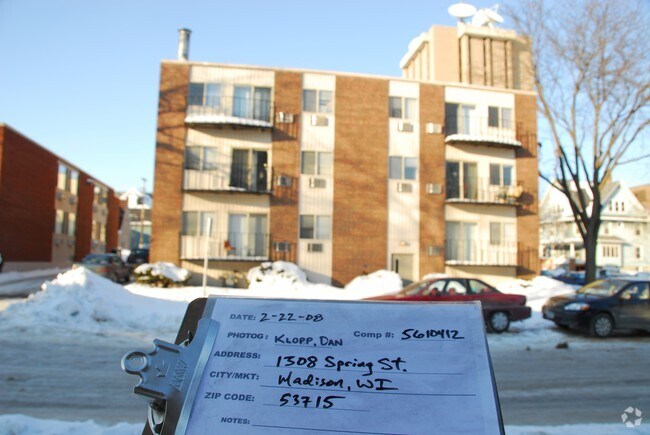 DATE: 2-22-08
PHOTOG: Klopp, Dan Comp #: 5610412
ADDRESS: 1308 Spring St.
CITY/MKT: Madison, WI
ZIP CODE: 53715
NOTES: